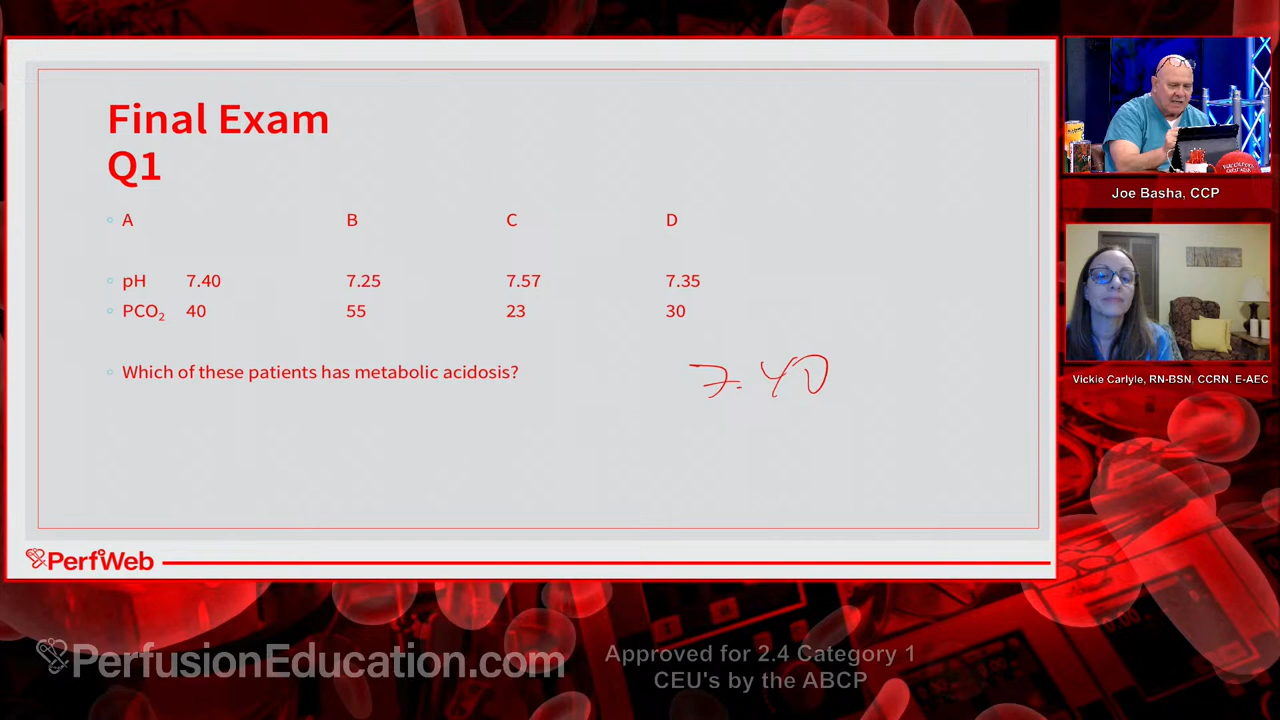 Final Exam
Q1
A B C D
pH 7.40 7.25 7.57 7.35
PCO₂ 40 55 23 30
Which of these patients has metabolic acidosis?
7.40
PerfWeb
Joe Basha, CCP
Vickie Carlyle, RN-BSN, CCRN, E-AEC
PerfusionEducation.com
Approved for 2.4 Category 1
CEU's by the ABCP